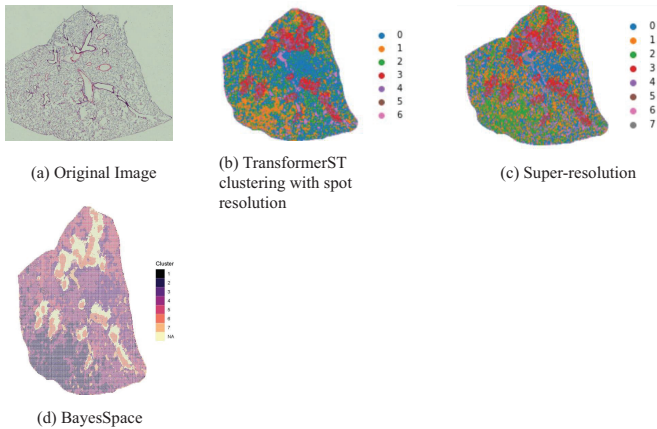 0
1
2
3
4
5
6
0
1
2
3
4
5
6
7
(a) Original Image
(b) TransformerST
clustering with spot
resolution
(c) Super-resolution
Cluster
1
2
3
4
5
6
7
NA
(d) BayesSpace